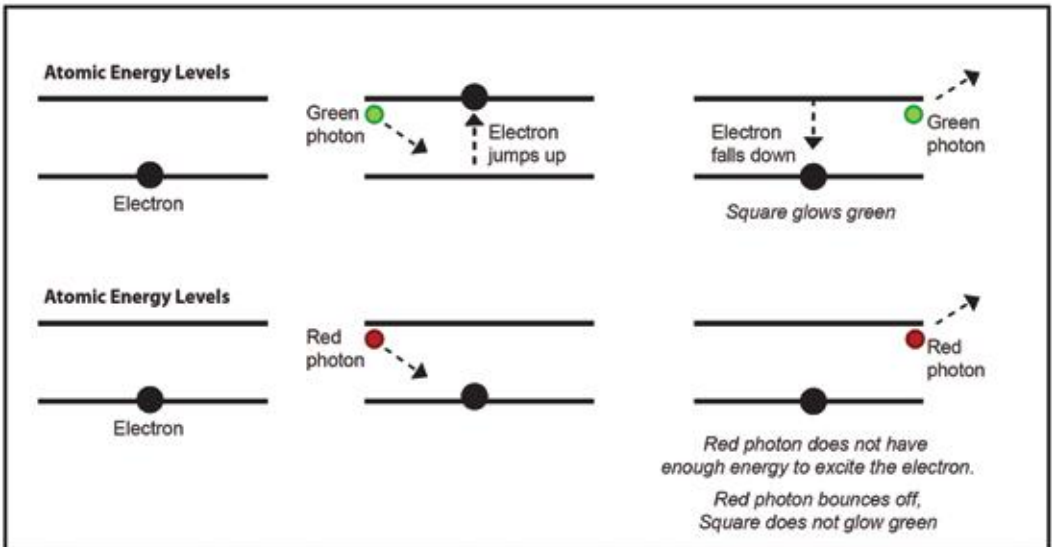 Atomic Energy Levels
Green
photon
Electron
jumps up
Electron
falls down
Green
photon
Electron
Square glows green
Atomic Energy Levels
Red
photon
Red
photon
Electron
Red photon does not have
enough energy to excite the electron.
Red photon bounces off,
Square does not glow green